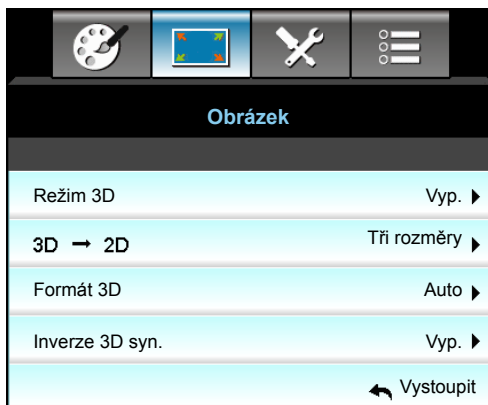 Obrázek
Režim 3D Vyp.
3D → 2D Tři rozměry
Formát 3D Auto
Inverze 3D syn. Vyp.
Vystoupit